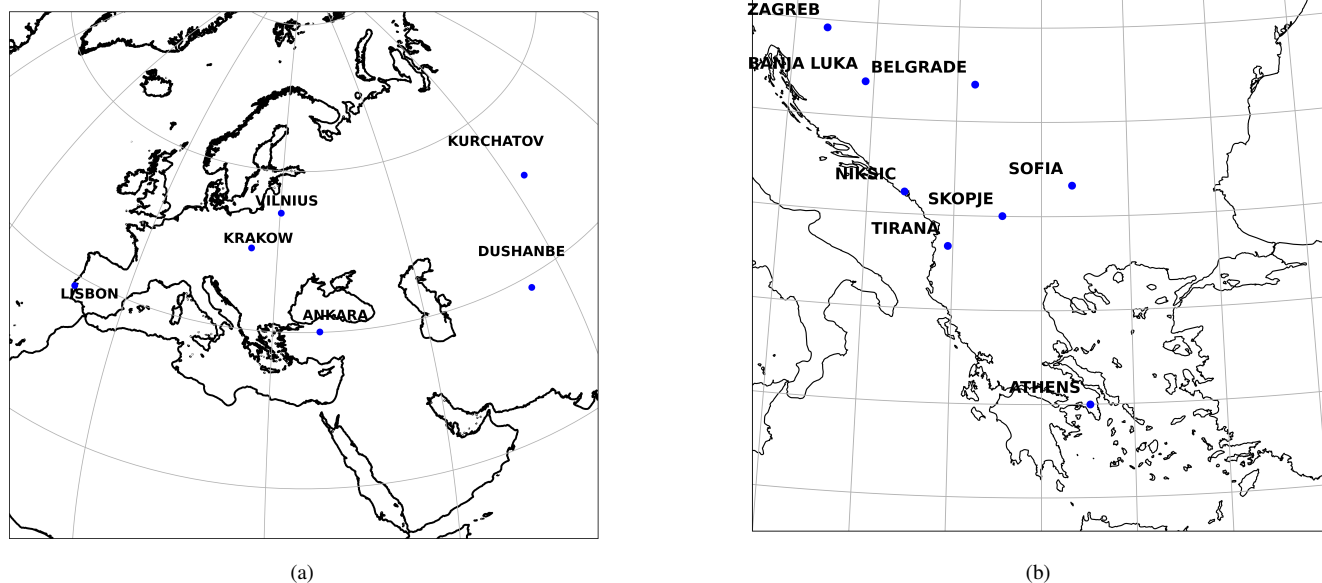 KURCHATOV
VILNIUS
KRAKOW
DUSHANBE
LISBON
ANKARA
(a)
ZAGREB
BANJA LUKA
BELGRADE
SOFIA
NIKSIC
SKOPJE
TIRANA
ATHENS
(b)